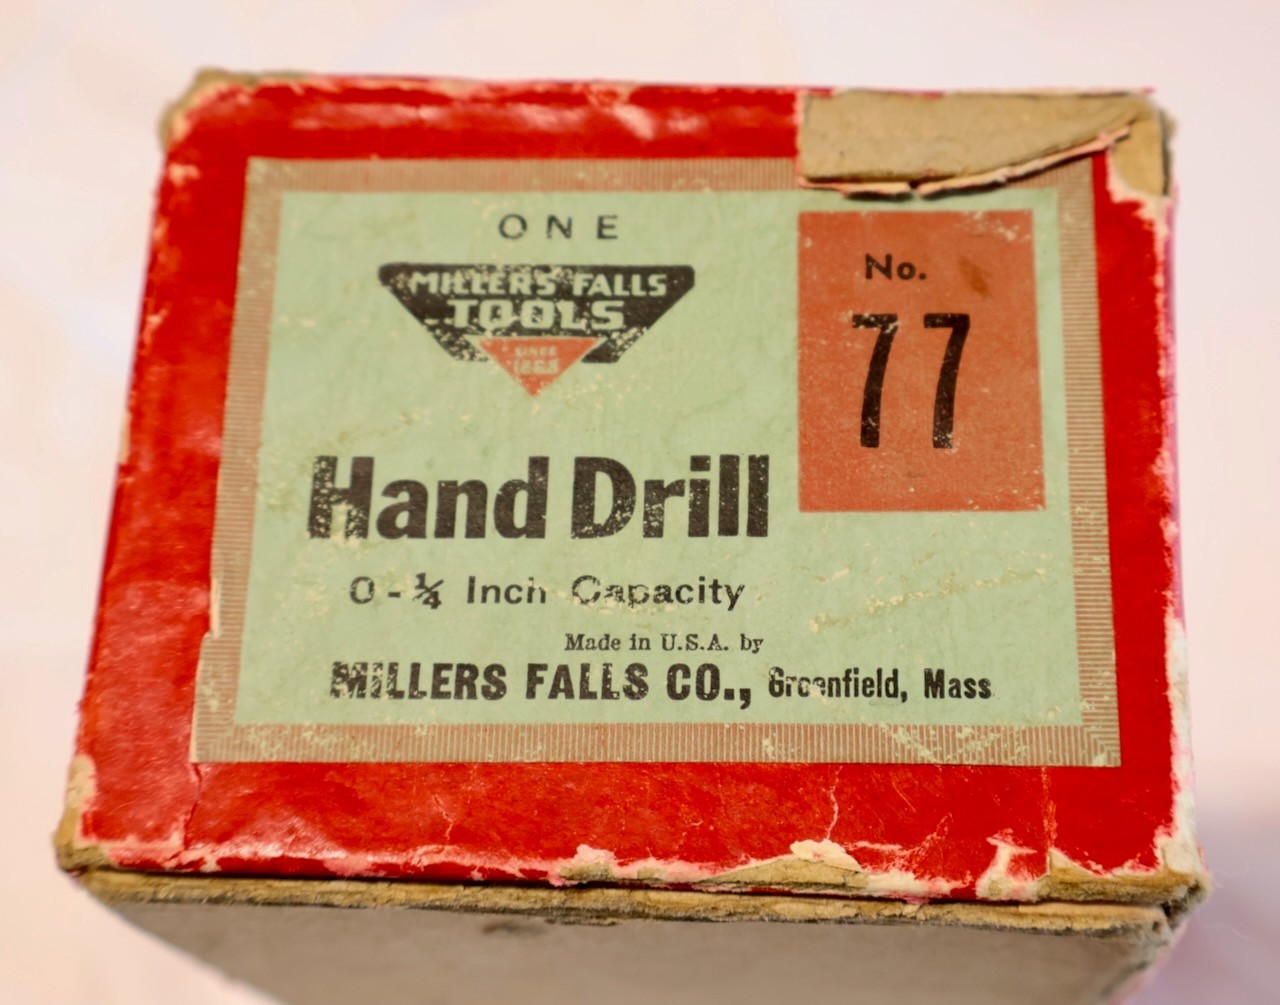 ONE
MILLERS FALLS
TOOLS
SINCE
1868
No.
77
Hand Drill
0 - ¼ Inch Capacity
Made in U.S.A. by
MILLERS FALLS CO., Greenfield, Mass